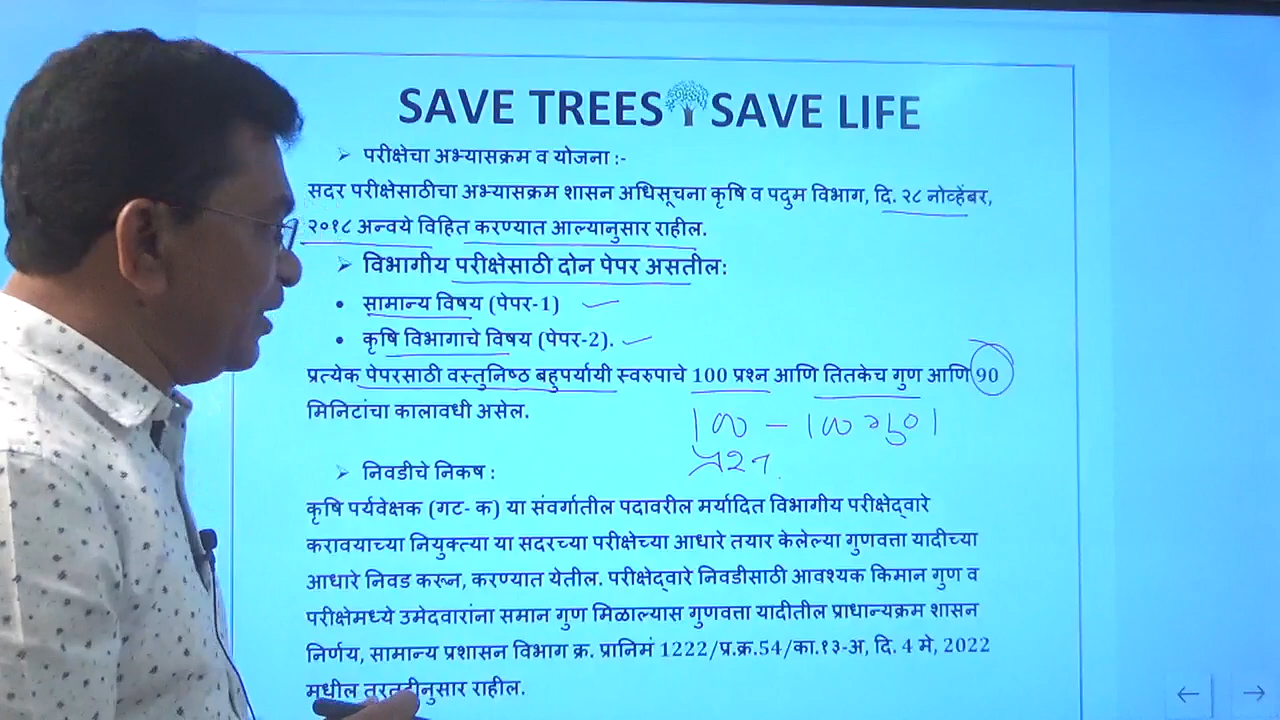 SAVE TREES SAVE LIFE
➢ परीक्षेचा अभ्यासक्रम व योजना :-
सदर परीक्षेसाठीचा अभ्यासक्रम शासन अधिसूचना कृषि व पदुम विभाग, दि. २८ नोव्हेंबर,
२०१८ अन्वये विहित करण्यात आल्यानुसार राहील.
➢ विभागीय परीक्षेसाठी दोन पेपर असतील:
• सामान्य विषय (पेपर-1)
• कृषि विभागाचे विषय (पेपर-2).
प्रत्येक पेपरसाठी वस्तुनिष्ठ बहुपर्यायी स्वरुपाचे 100 प्रश्न आणि तितकेच गुण आणि 90
मिनिटांचा कालावधी असेल.
100 – 100 गुण
प्रश्न
➢ निवडीचे निकष :
कृषि पर्यवेक्षक (गट- क) या संवर्गातील पदावरील मर्यादित विभागीय परीक्षेद्वारे
करावयाच्या नियुक्त्या या सदरच्या परीक्षेच्या आधारे तयार केलेल्या गुणवत्ता यादीच्या
आधारे निवड करून, करण्यात येतील. परीक्षेद्वारे निवडीसाठी आवश्यक किमान गुण व
परीक्षेमध्ये उमेदवारांना समान गुण मिळाल्यास गुणवत्ता यादीतील प्राधान्यक्रम शासन
निर्णय, सामान्य प्रशासन विभाग क्र. प्रानिमं 1222/प्र.क्र.54/का.१३-अ, दि. 4 मे, 2022
मधील तरतुदीनुसार राहील.